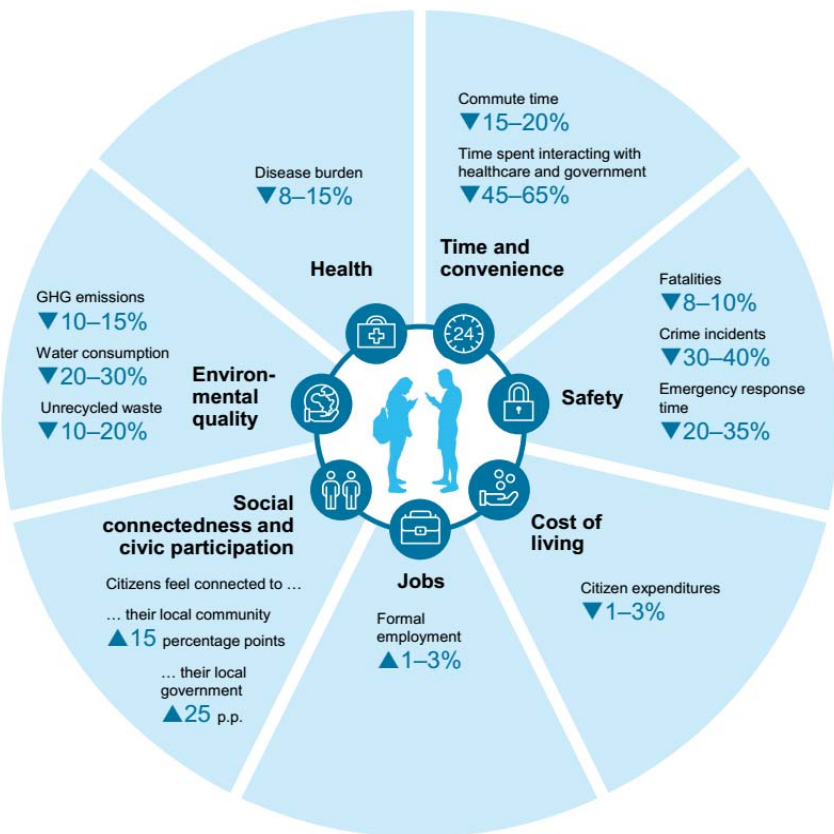 Commute time
▼15–20%
Time spent interacting with
healthcare and government
▼45–65%
Time and
convenience
24
Fatalities
▼8–10%
Crime incidents
▼30–40%
Emergency response
time
▼20–35%
Safety
Cost of
living
Citizen expenditures
▼1–3%
Jobs
Formal
employment
▲1–3%
Social
connectedness and
civic participation
Citizens feel connected to …
… their local community
▲15 percentage points
… their local
government
▲25 p.p.
GHG emissions
▼10–15%
Water consumption
▼20–30%
Unrecycled waste
▼10–20%
Environ-
mental
quality
Disease burden
▼8–15%
Health